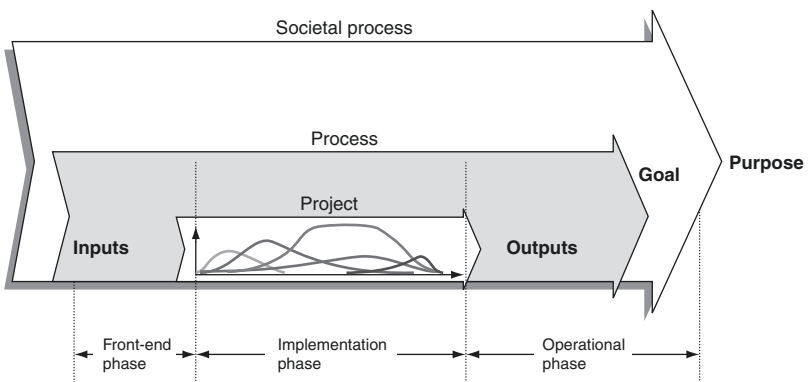 Societal process
Process
Goal
Purpose
Project
Inputs
Outputs
Front-end
phase
Implementation
phase
Operational
phase